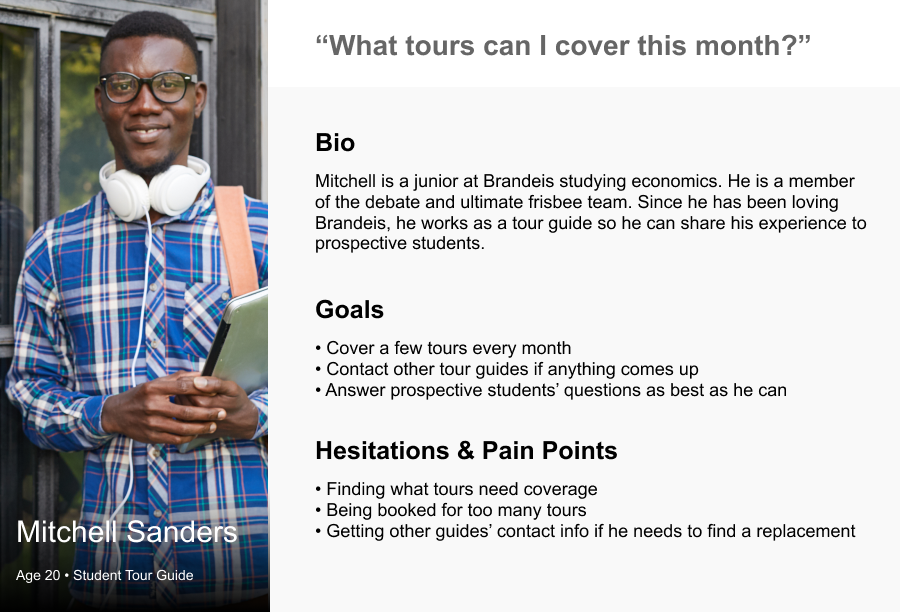 “What tours can I cover this month?”
Bio
Mitchell is a junior at Brandeis studying economics. He is a member
of the debate and ultimate frisbee team. Since he has been loving
Brandeis, he works as a tour guide so he can share his experience to
prospective students.
Goals
• Cover a few tours every month
• Contact other tour guides if anything comes up
• Answer prospective students’ questions as best as he can
Hesitations & Pain Points
• Finding what tours need coverage
• Being booked for too many tours
• Getting other guides’ contact info if he needs to find a replacement
Mitchell Sanders
Age 20 • Student Tour Guide